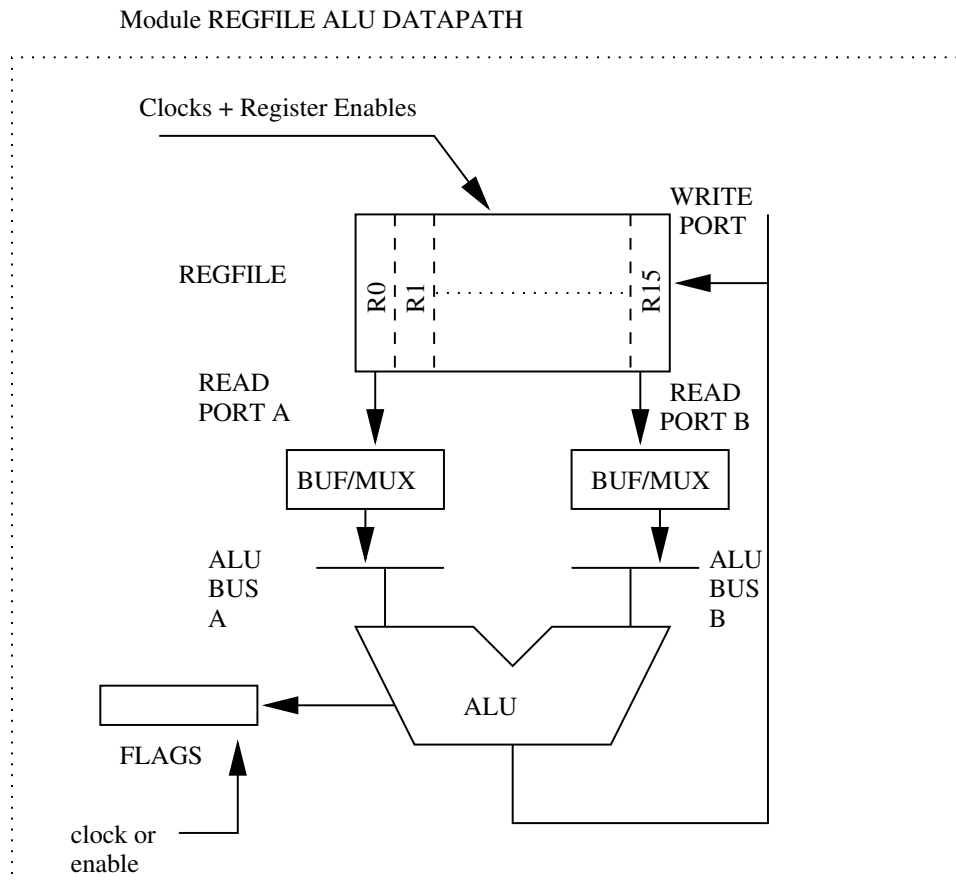 Module REGFILE ALU DATAPATH
Clocks + Register Enables
WRITE
PORT
REGFILE
R0
R1
R15
READ
PORT A
READ
PORT B
BUF/MUX
BUF/MUX
ALU
BUS
A
ALU
BUS
B
ALU
FLAGS
clock or
enable